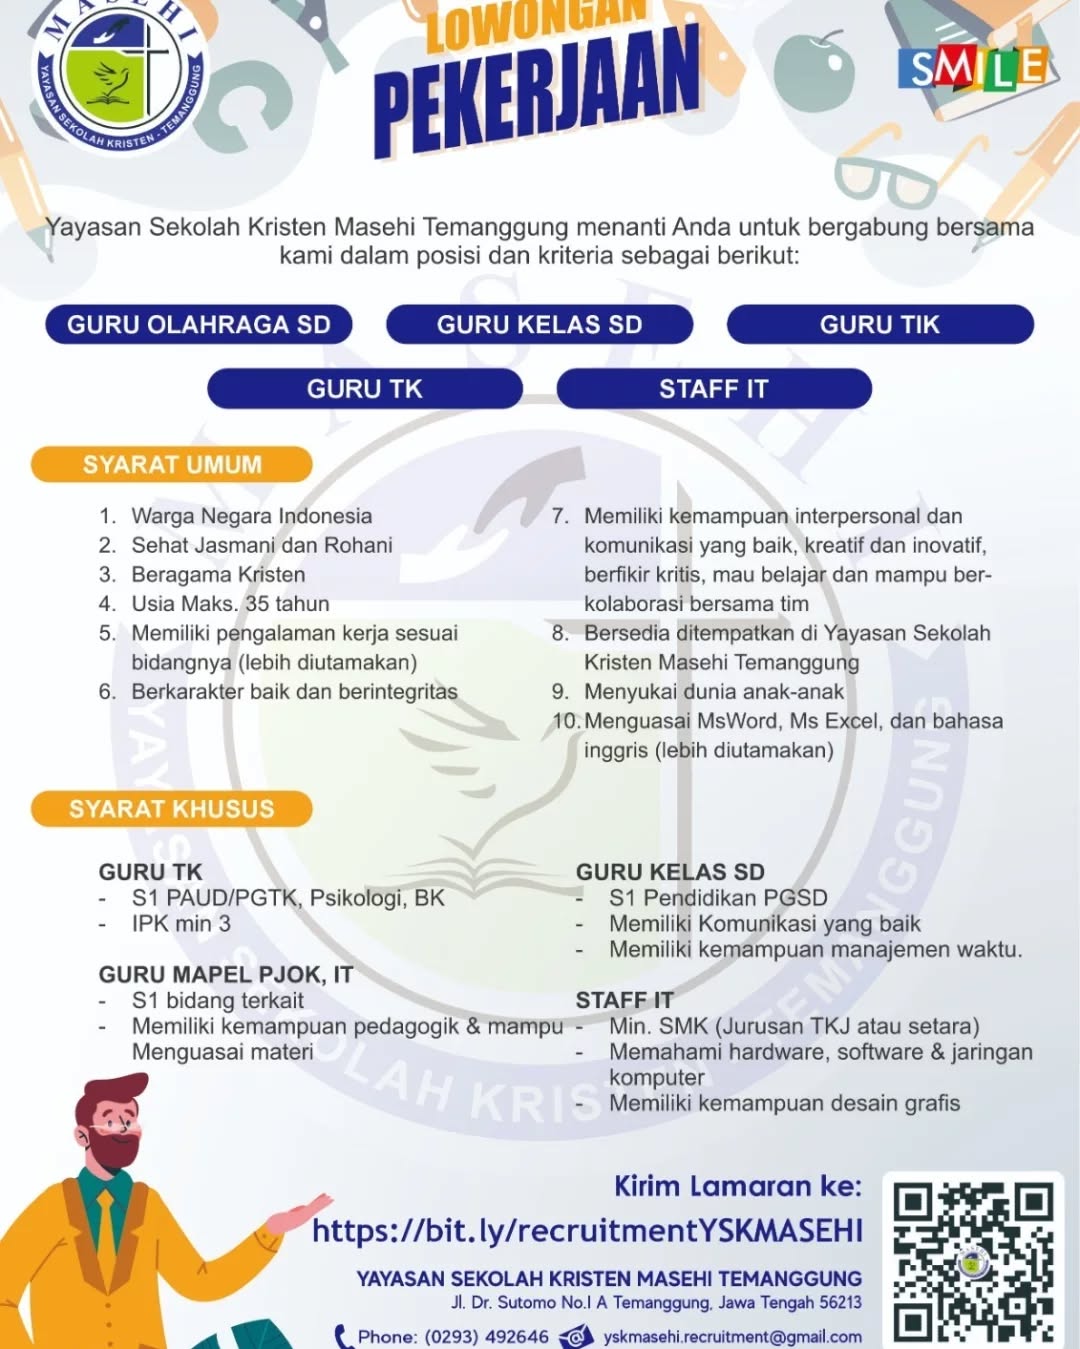 MASEHI
YAYASAN SEKOLAH KRISTEN - TEMANGGUNG
LOWONGAN
PEKERJAAN
SMILE
Yayasan Sekolah Kristen Masehi Temanggung menanti Anda untuk bergabung bersama
kami dalam posisi dan kriteria sebagai berikut:
GURU OLAHRAGA SD
GURU KELAS SD
GURU TIK
GURU TK
STAFF IT
SYARAT UMUM
1. Warga Negara Indonesia
2. Sehat Jasmani dan Rohani
3. Beragama Kristen
4. Usia Maks. 35 tahun
5. Memiliki pengalaman kerja sesuai
bidangnya (lebih diutamakan)
6. Berkarakter baik dan berintegritas
7. Memiliki kemampuan interpersonal dan
komunikasi yang baik, kreatif dan inovatif,
berfikir kritis, mau belajar dan mampu ber-
kolaborasi bersama tim
8. Bersedia ditempatkan di Yayasan Sekolah
Kristen Masehi Temanggung
9. Menyukai dunia anak-anak
10. Menguasai MsWord, Ms Excel, dan bahasa
inggris (lebih diutamakan)
SYARAT KHUSUS
GURU TK
- S1 PAUD/PGTK, Psikologi, BK
- IPK min 3
GURU MAPEL PJOK, IT
- S1 bidang terkait
- Memiliki kemampuan pedagogik & mampu
Menguasai materi
GURU KELAS SD
- S1 Pendidikan PGSD
- Memiliki Komunikasi yang baik
- Memiliki kemampuan manajemen waktu.
STAFF IT
- Min. SMK (Jurusan TKJ atau setara)
- Memahami hardware, software & jaringan
komputer
- Memiliki kemampuan desain grafis
MASEHI
YAYASAN SEKOLAH KRISTEN - TEMANGGUNG
Kirim Lamaran ke:
https://bit.ly/recruitmentYSKMASEHI
YAYASAN SEKOLAH KRISTEN MASEHI TEMANGGUNG
Jl. Dr. Sutomo No.I A Temanggung, Jawa Tengah 56213
Phone: (0293) 492646 yskmasehi.recruitment@gmail.com